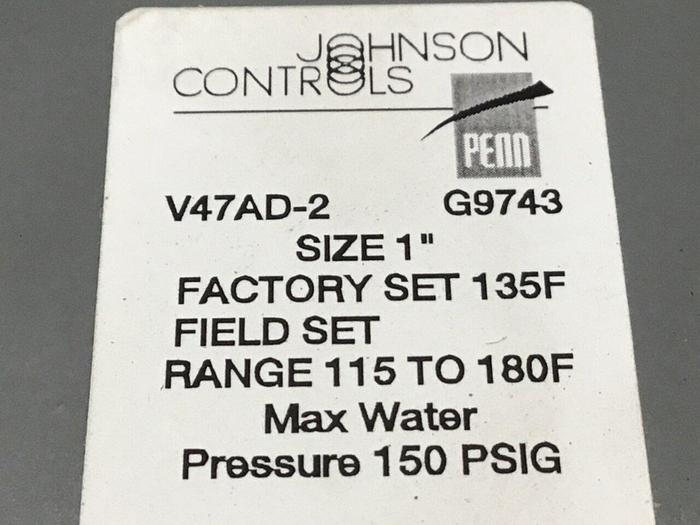 JOHNSON
CONTROLS
PENN
V47AD-2 G9743
SIZE 1"
FACTORY SET 135F
FIELD SET
RANGE 115 TO 180F
Max Water
Pressure 150 PSIG